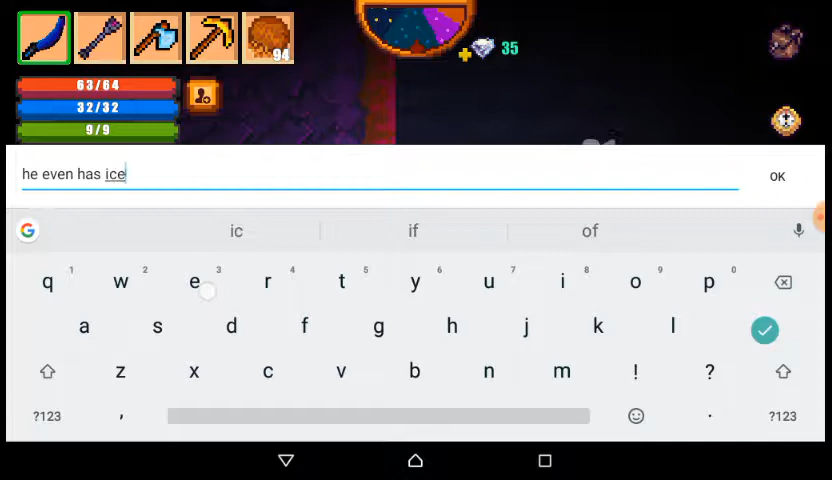 94
35
63/64
32/32
9/9
he even has ice
OK
ic if of
1 2 3 4 5 6 7 8 9 0
q w e r t y u i o p
a s d f g h j k l
z x c v b n m ! ?
?123 , . ?123